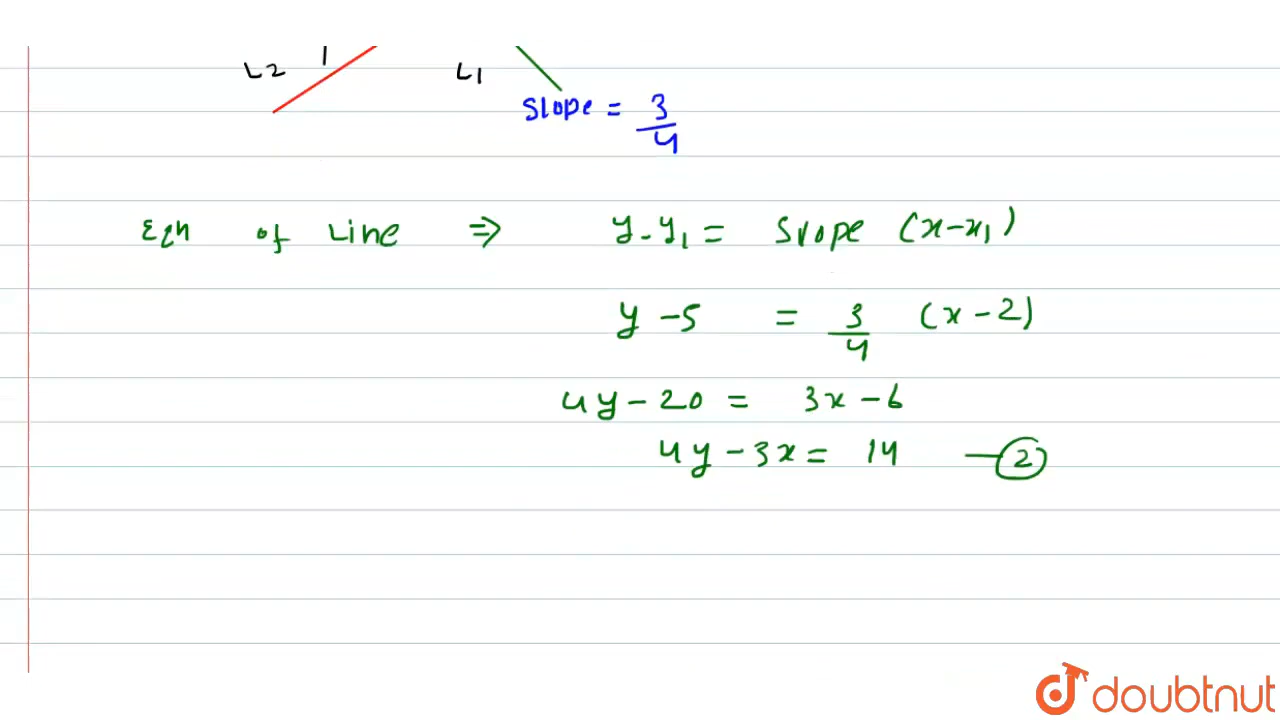 L2 1 L1
Slope = 3/4
Eqn of Line ⇒ y-y₁ = Slope (x-x₁)
y-5 = 3/4 (x-2)
4y-20 = 3x-6
4y-3x = 14 —②
doubtnut